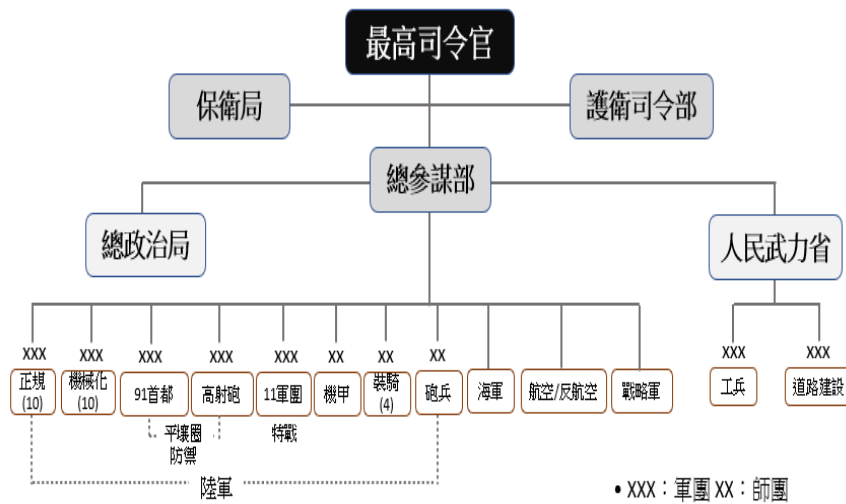 最高司令官
保衛局
護衛司令部
總參謀部
總政治局
人民武力省
XXX XXX XXX XXX XXX XX XX XX XXX XXX
正規
(10)
機械化
(10)
91首都
高射砲
11軍團
機甲
裝騎
(4)
砲兵
海軍
航空/反航空
戰略軍
工兵
道路建設
平壤圈
防禦
特戰
陸軍
• XXX：軍團 XX：師團